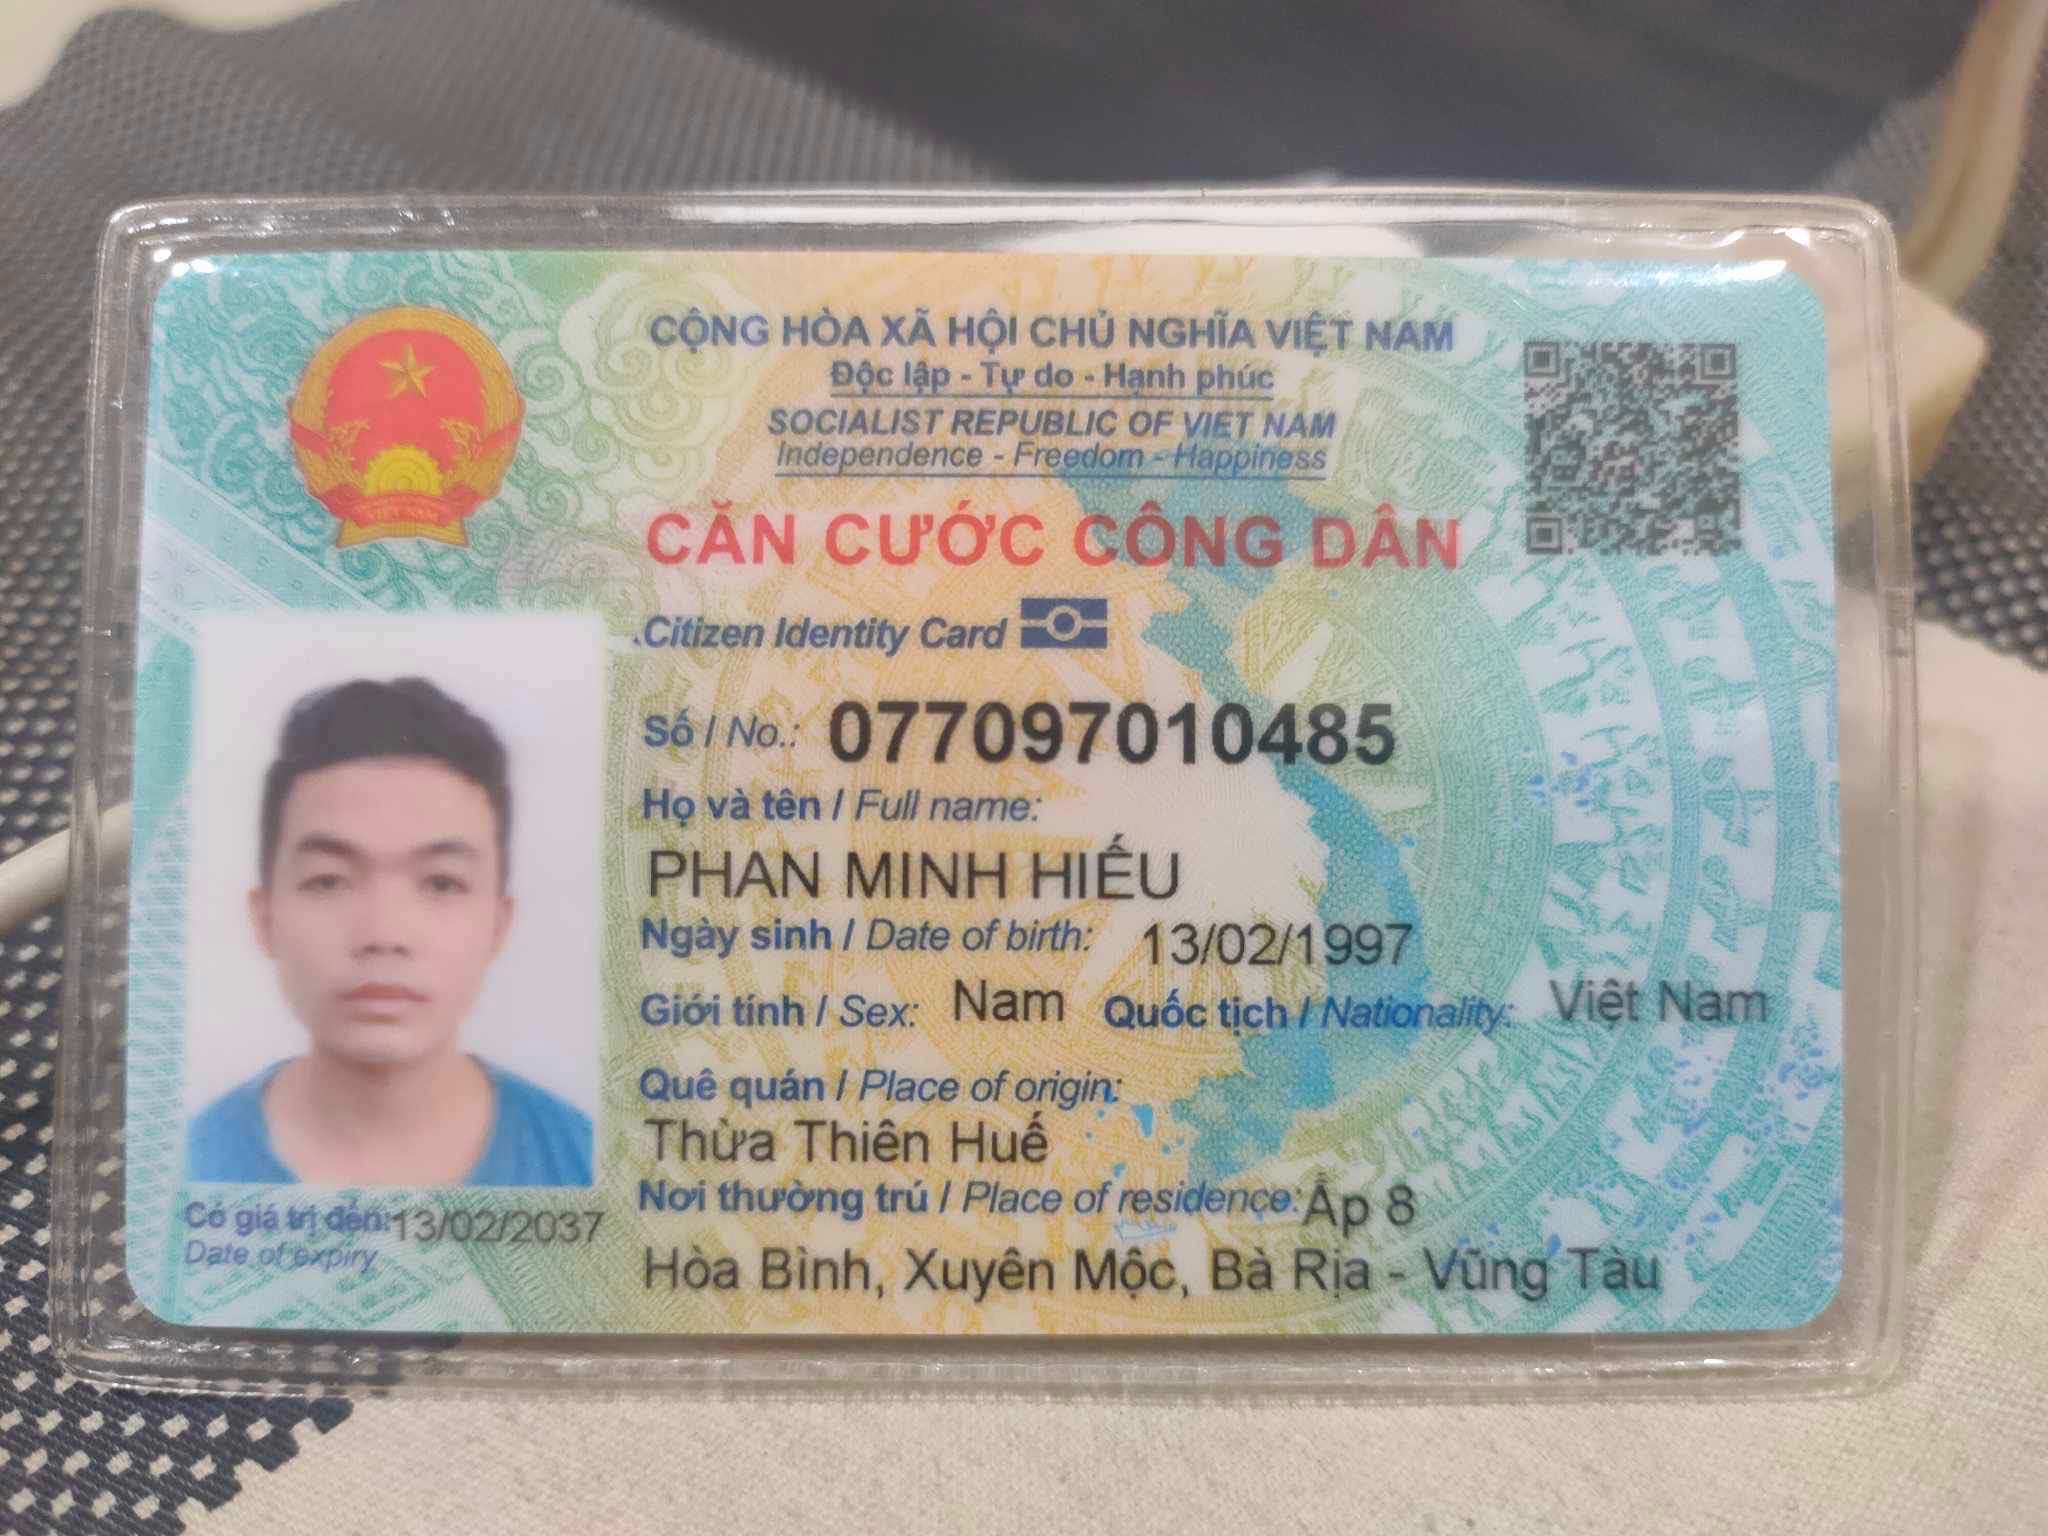 CỘNG HÒA XÃ HỘI CHỦ NGHĨA VIỆT NAM
Độc lập - Tự do - Hạnh phúc
SOCIALIST REPUBLIC OF VIET NAM
Independence - Freedom - Happiness
CĂN CƯỚC CÔNG DÂN
Citizen Identity Card
VIỆT NAM
Số / No.: 077097010485
Họ và tên / Full name:
PHAN MINH HIẾU
Ngày sinh / Date of birth: 13/02/1997
Giới tính / Sex: Nam Quốc tịch / Nationality: Việt Nam
Quê quán / Place of origin:
Thừa Thiên Huế
Nơi thường trú / Place of residence: Ấp 8
Hòa Bình, Xuyên Mộc, Bà Rịa - Vũng Tàu
Có giá trị đến: 13/02/2037
Date of expiry